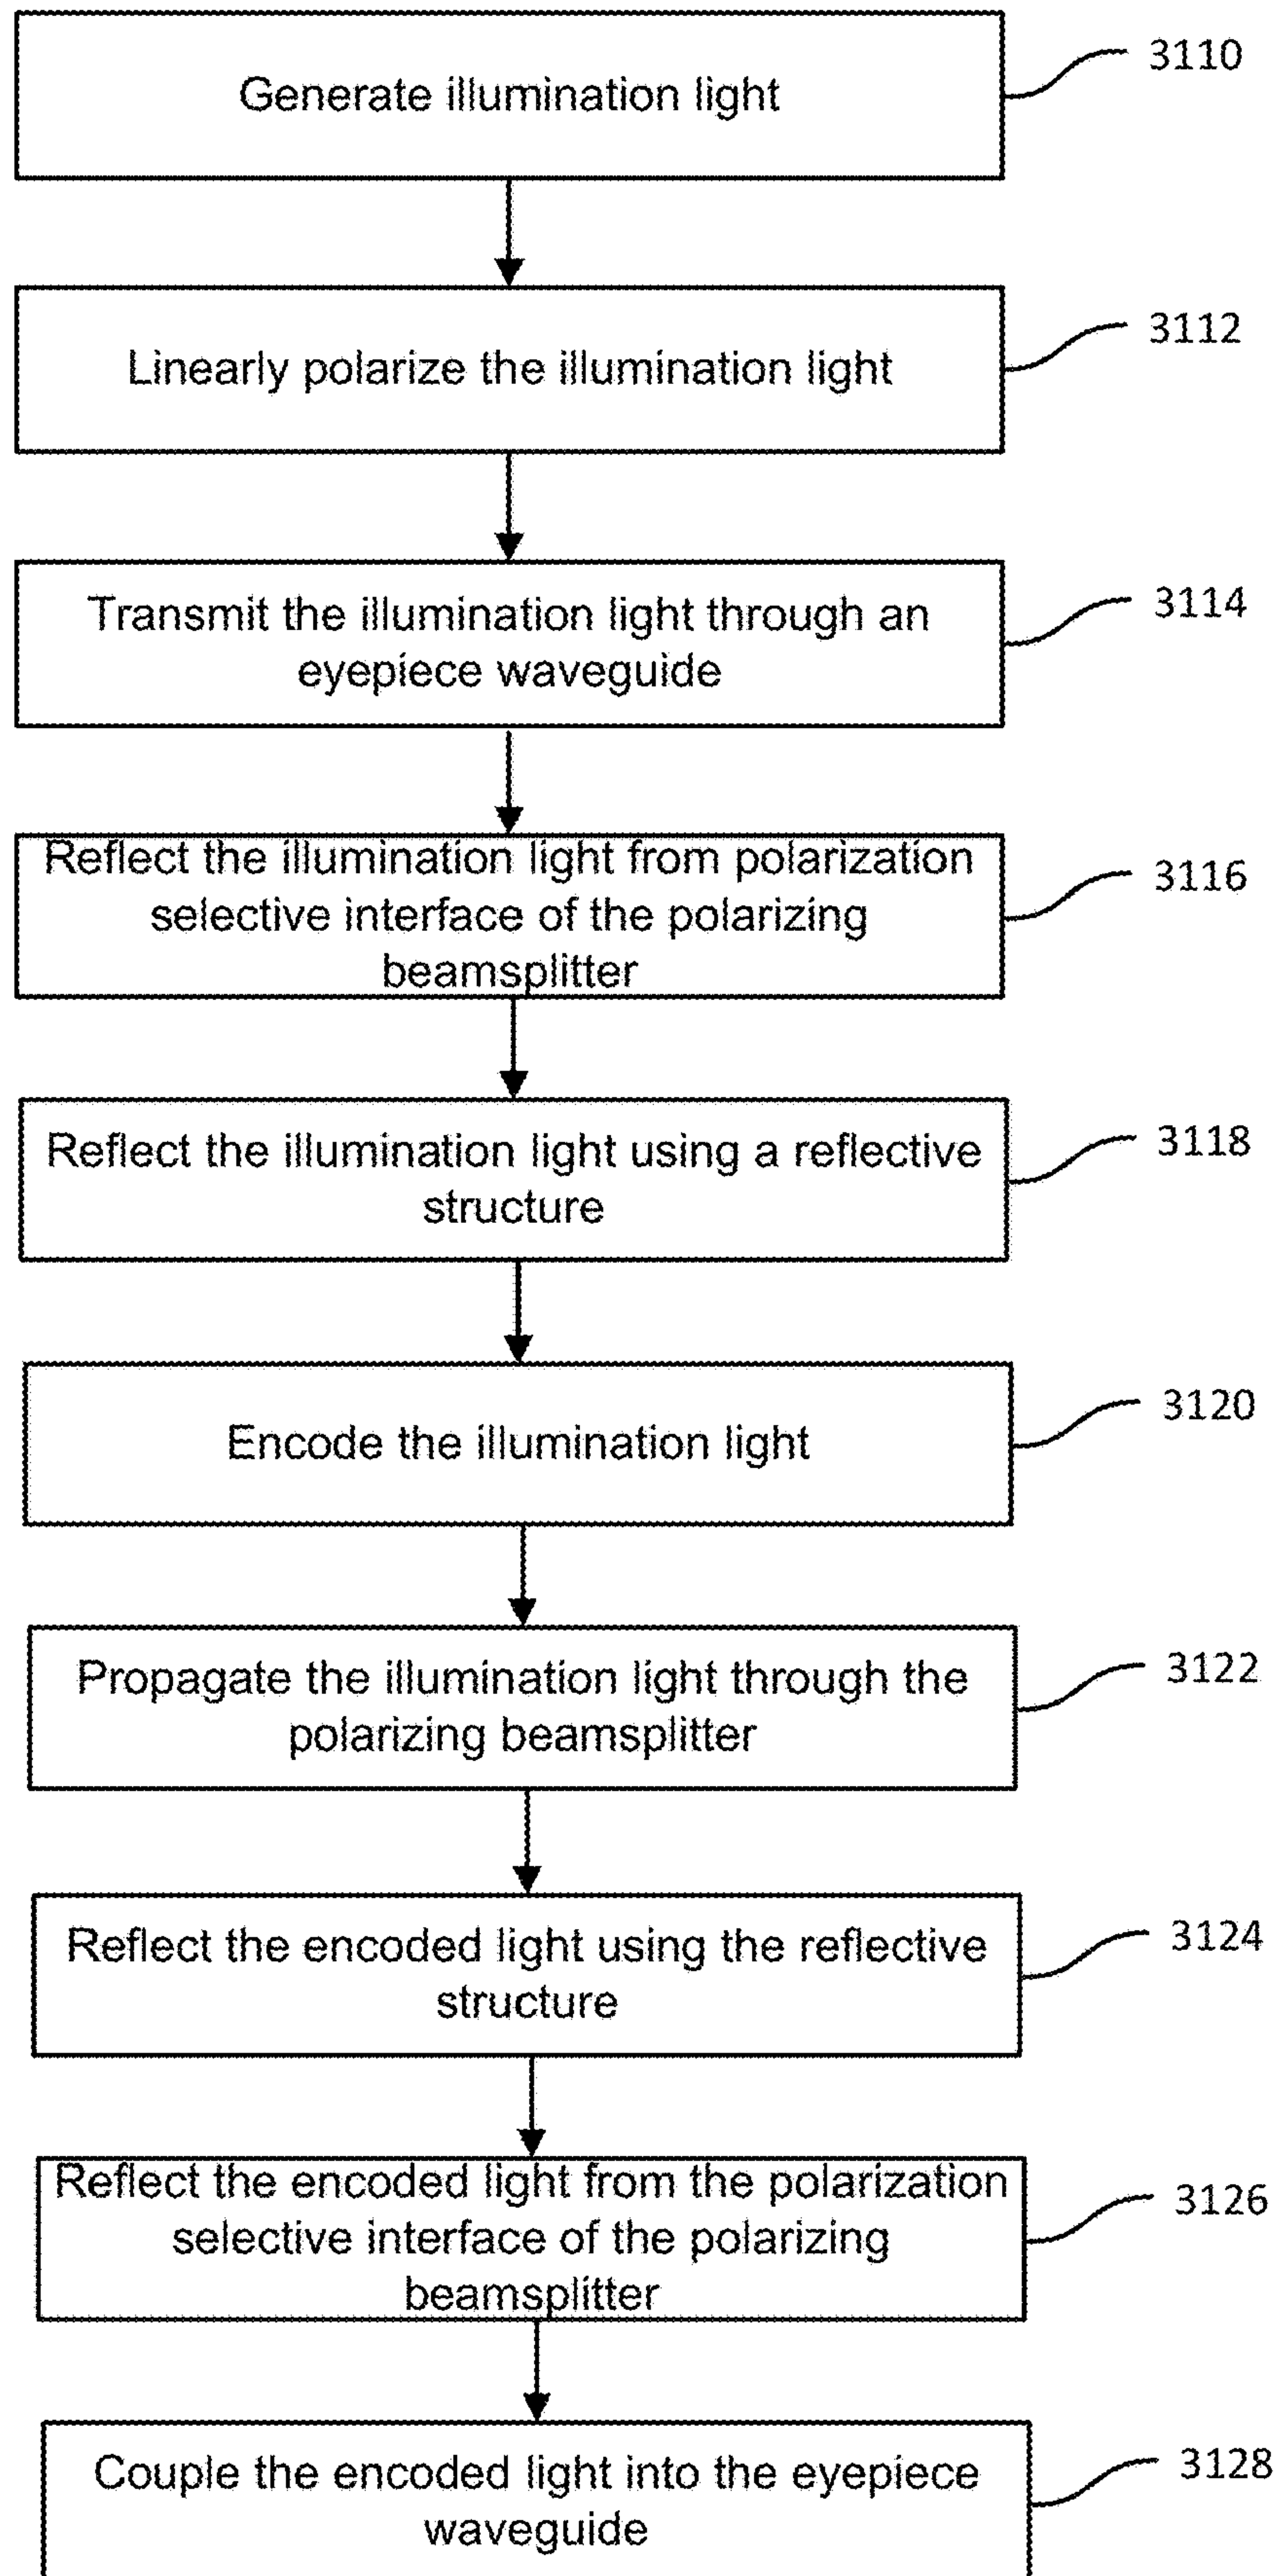 Generate illumination light
3110
Linearly polarize the illumination light
3112
Transmit the illumination light through an
eyepiece waveguide
3114
Reflect the illumination light from polarization
selective interface of the polarizing
beamsplitter
3116
Reflect the illumination light using a reflective
structure
3118
Encode the illumination light
3120
Propagate the illumination light through the
polarizing beamsplitter
3122
Reflect the encoded light using the reflective
structure
3124
Reflect the encoded light from the polarization
selective interface of the polarizing
beamsplitter
3126
Couple the encoded light into the eyepiece
waveguide
3128